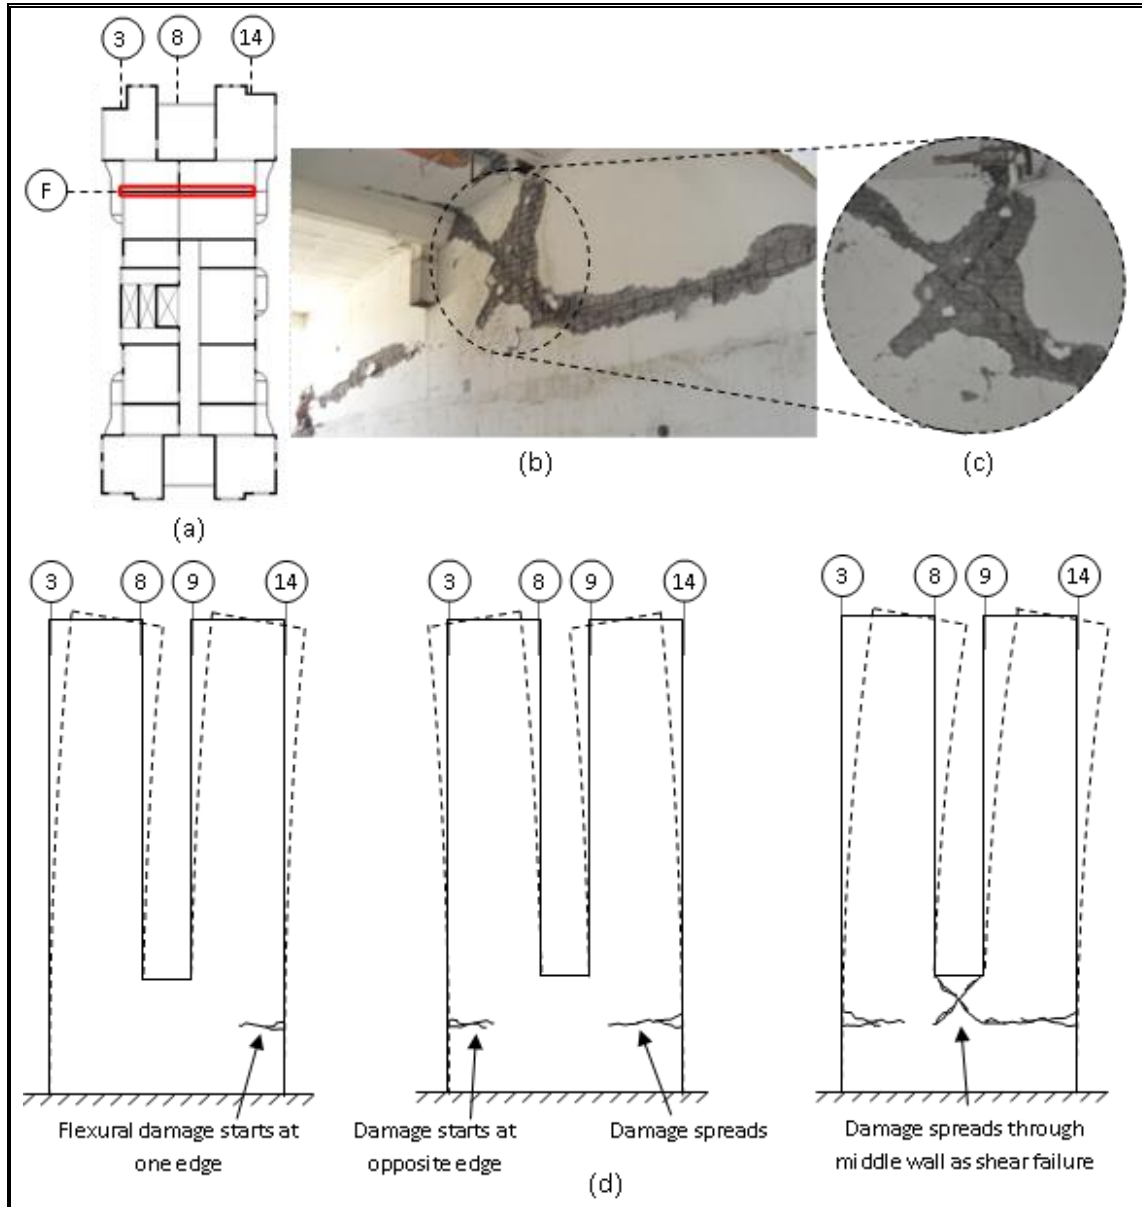 3 8 14
F
(a)
(b)
(c)
3 8 9 14
3 8 9 14
3 8 9 14
Flexural damage starts at
one edge
Damage starts at
opposite edge
Damage spreads
Damage spreads through
middle wall as shear failure
(d)